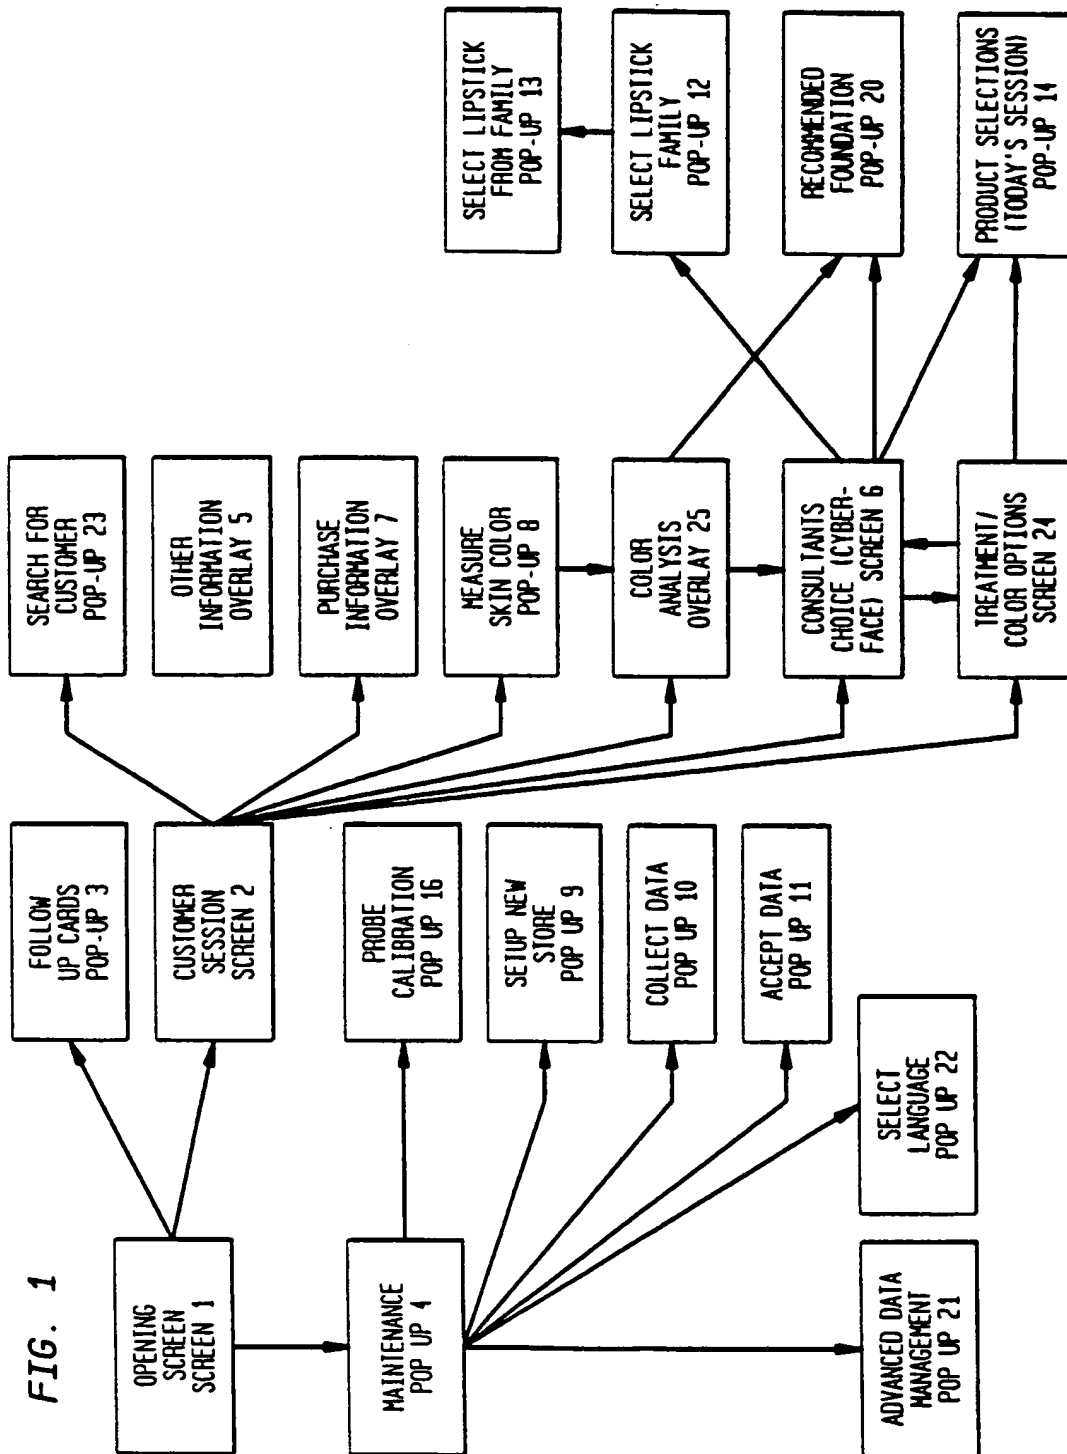 FIG. 1
OPENING
SCREEN
SCREEN 1
MAINTENANCE
POP UP 4
ADVANCED DATA
MANAGEMENT
POP UP 21
FOLLOW
UP CARDS
POP-UP 3
CUSTOMER
SESSION
SCREEN 2
PROBE
CALIBRATION
POP UP 16
SETUP NEW
STORE
POP UP 9
COLLECT DATA
POP UP 10
ACCEPT DATA
POP UP 11
SELECT
LANGUAGE
POP UP 22
SEARCH FOR
CUSTOMER
POP-UP 23
OTHER
INFORMATION
OVERLAY 5
PURCHASE
INFORMATION
OVERLAY 7
MEASURE
SKIN COLOR
POP-UP 8
COLOR
ANALYSIS
OVERLAY 25
CONSULTANTS
CHOICE (CYBER-
FACE) SCREEN 6
TREATMENT/
COLOR OPTIONS
SCREEN 24
SELECT LIPSTICK
FROM FAMILY
POP-UP 13
SELECT LIPSTICK
FAMILY
POP-UP 12
RECOMMENDED
FOUNDATION
POP-UP 20
PRODUCT SELECTIONS
(TODAY'S SESSION)
POP-UP 14